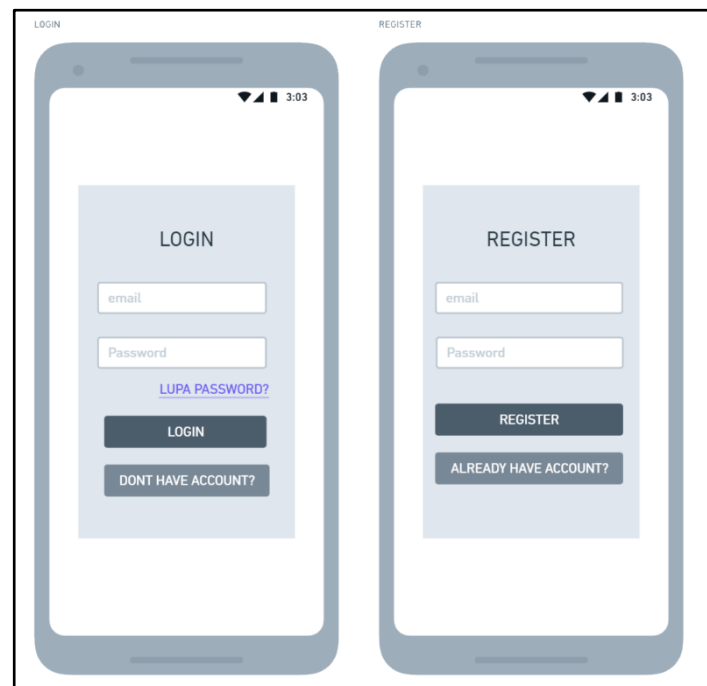 LOGIN
3:03
LOGIN
email
Password
LUPA PASSWORD?
LOGIN
DONT HAVE ACCOUNT?
REGISTER
3:03
REGISTER
email
Password
REGISTER
ALREADY HAVE ACCOUNT?